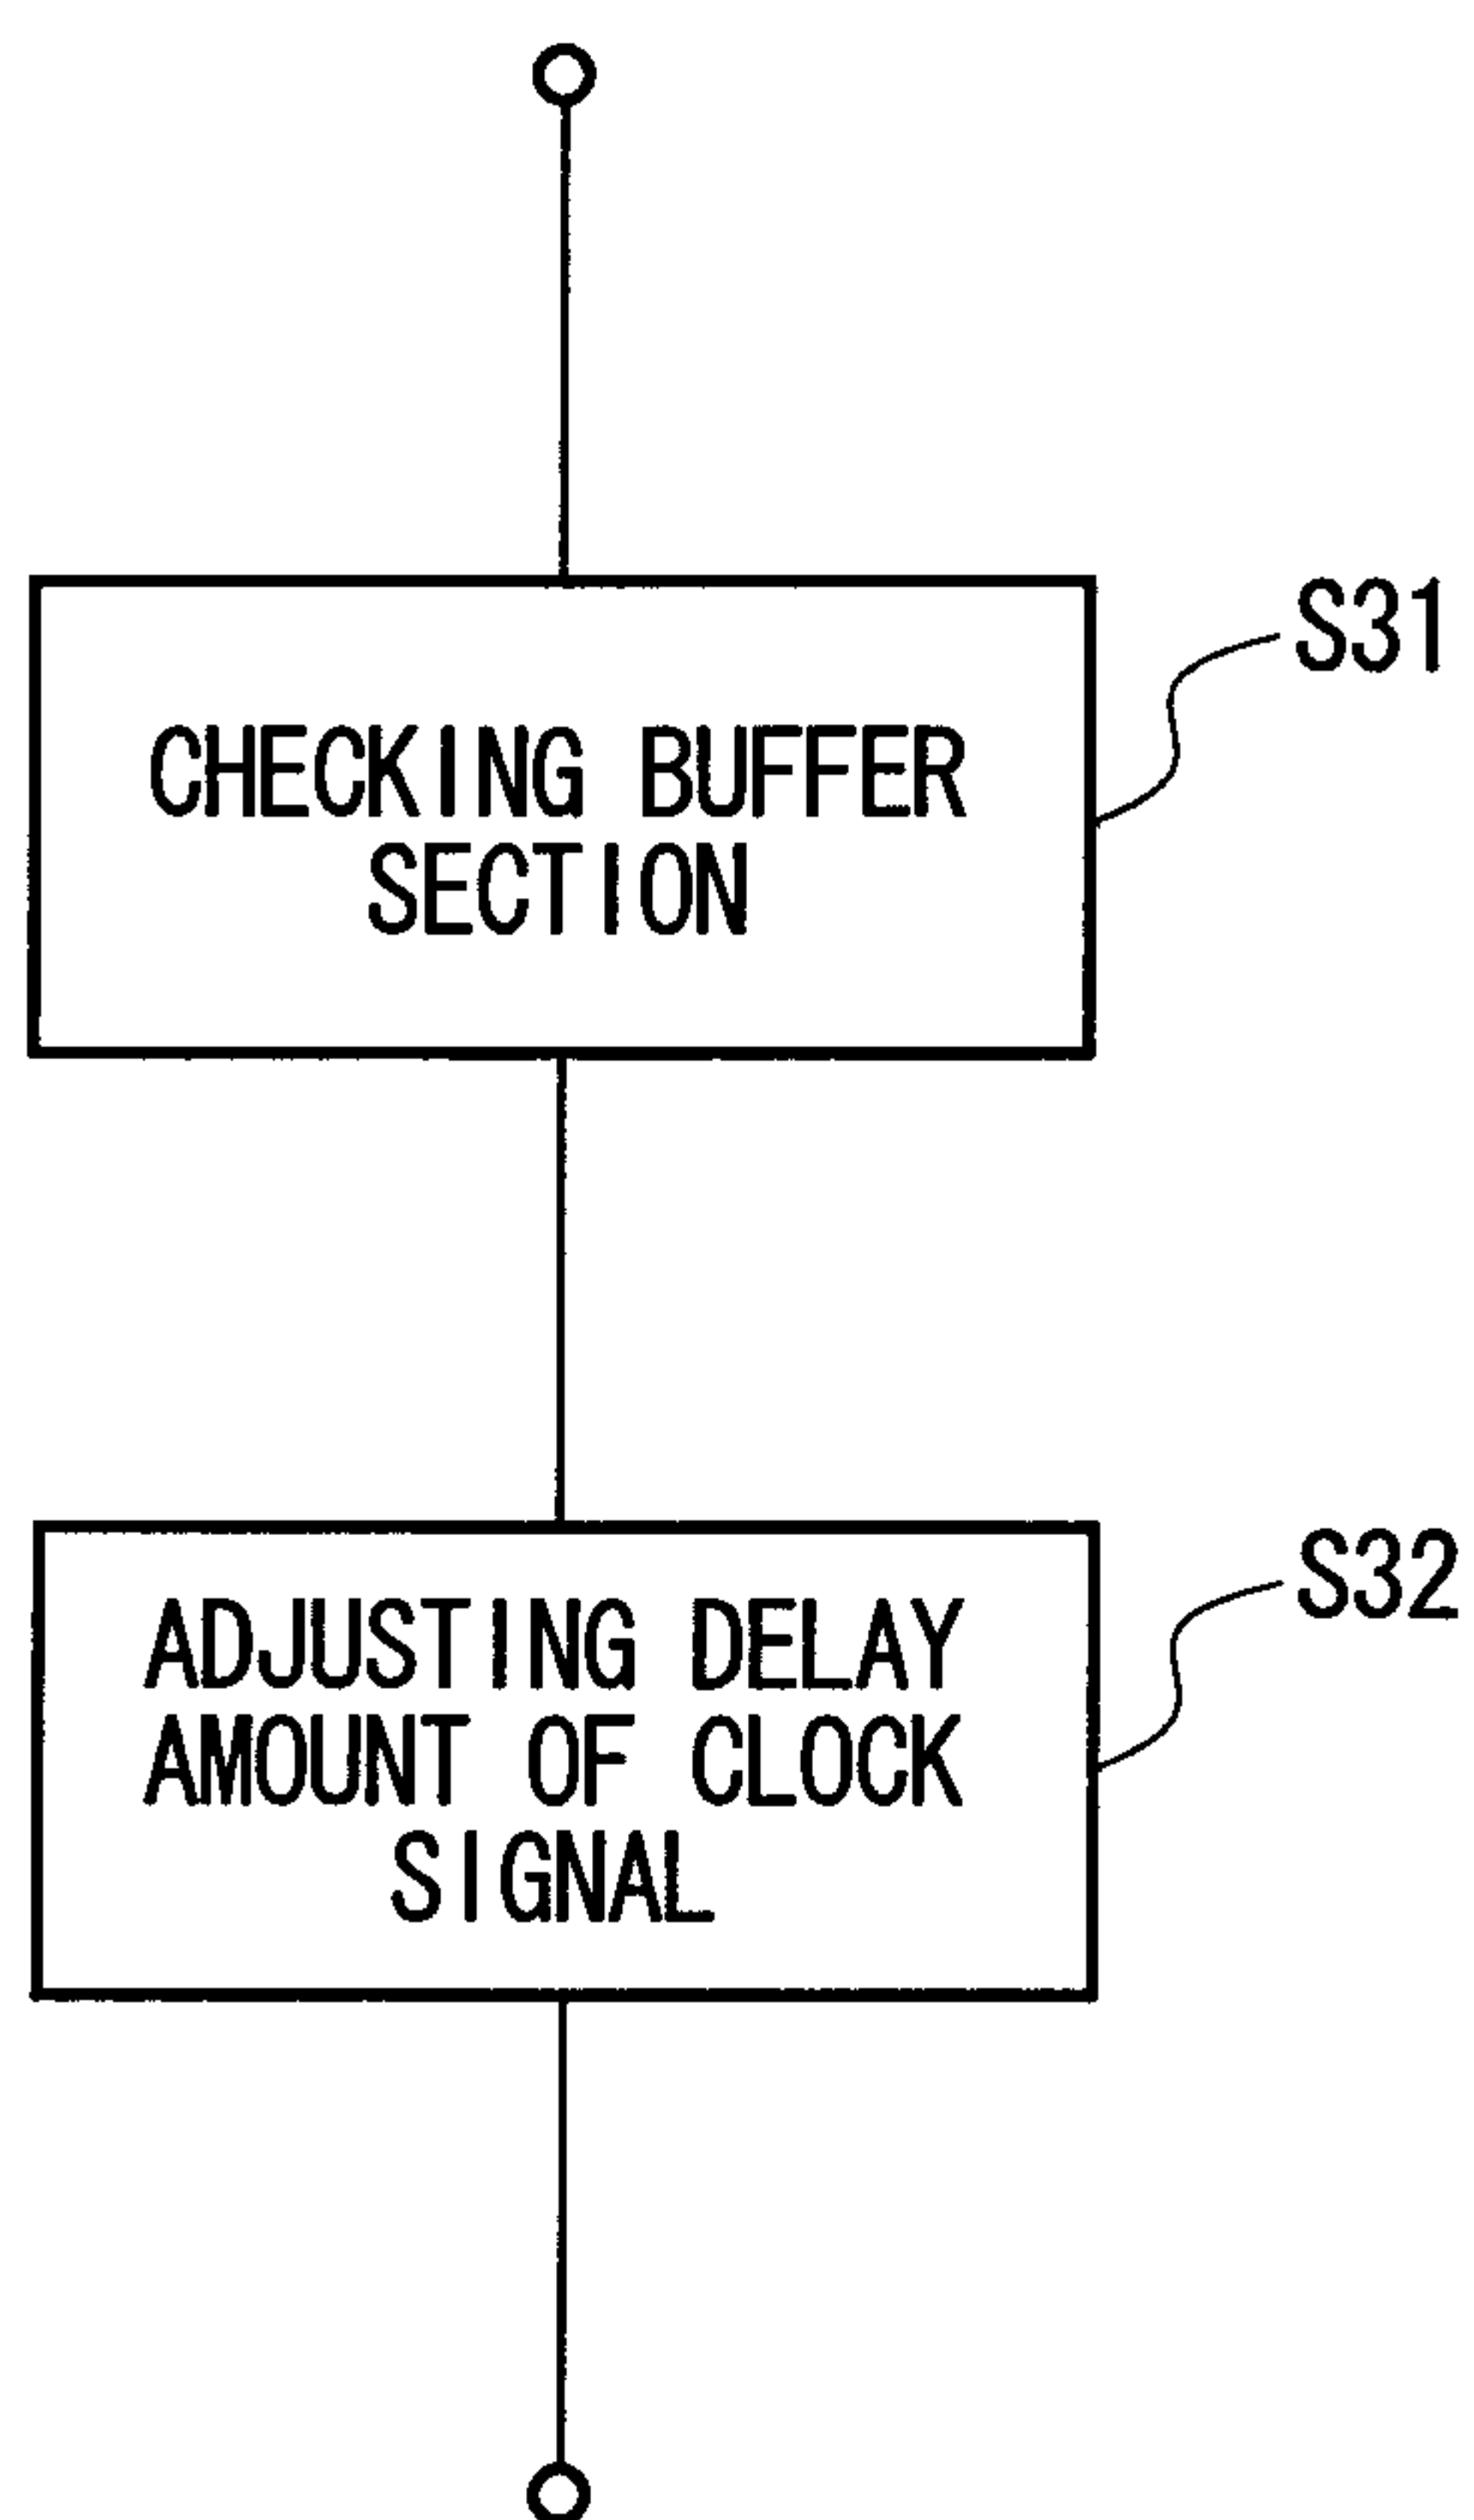 S31
CHECKING BUFFER
SECTION
S32
ADJUSTING DELAY
AMOUNT OF CLOCK
SIGNAL